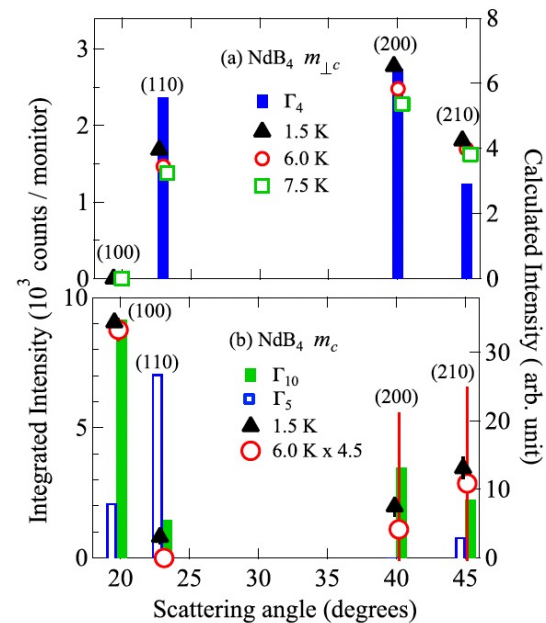 (a) NdB₄ m⊥c
Γ₄
1.5 K
6.0 K
7.5 K
(100)
(110)
(200)
(210)
3
2
1
0
8
6
4
2
0
Integrated Intensity (10³ counts / monitor)
Calculated Intensity ( arb. unit)
(b) NdB₄ mc
Γ₁₀
Γ₅
1.5 K
6.0 K x 4.5
(100)
(110)
(200)
(210)
10
5
0
30
20
10
0
20
25
30
35
40
45
Scattering angle (degrees)